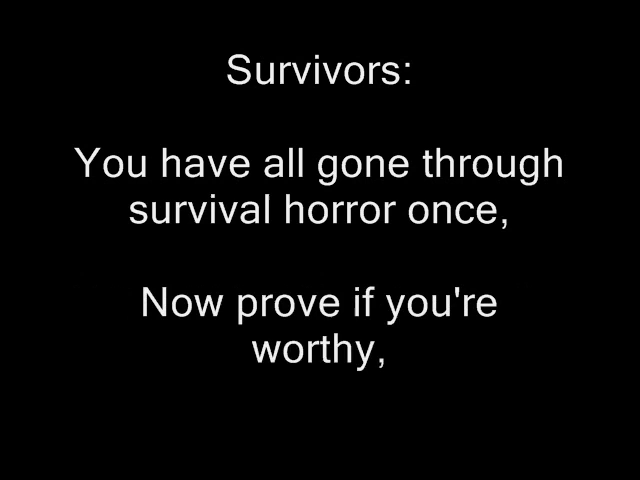 Survivors:
You have all gone through
survival horror once,
Now prove if you're
worthy,